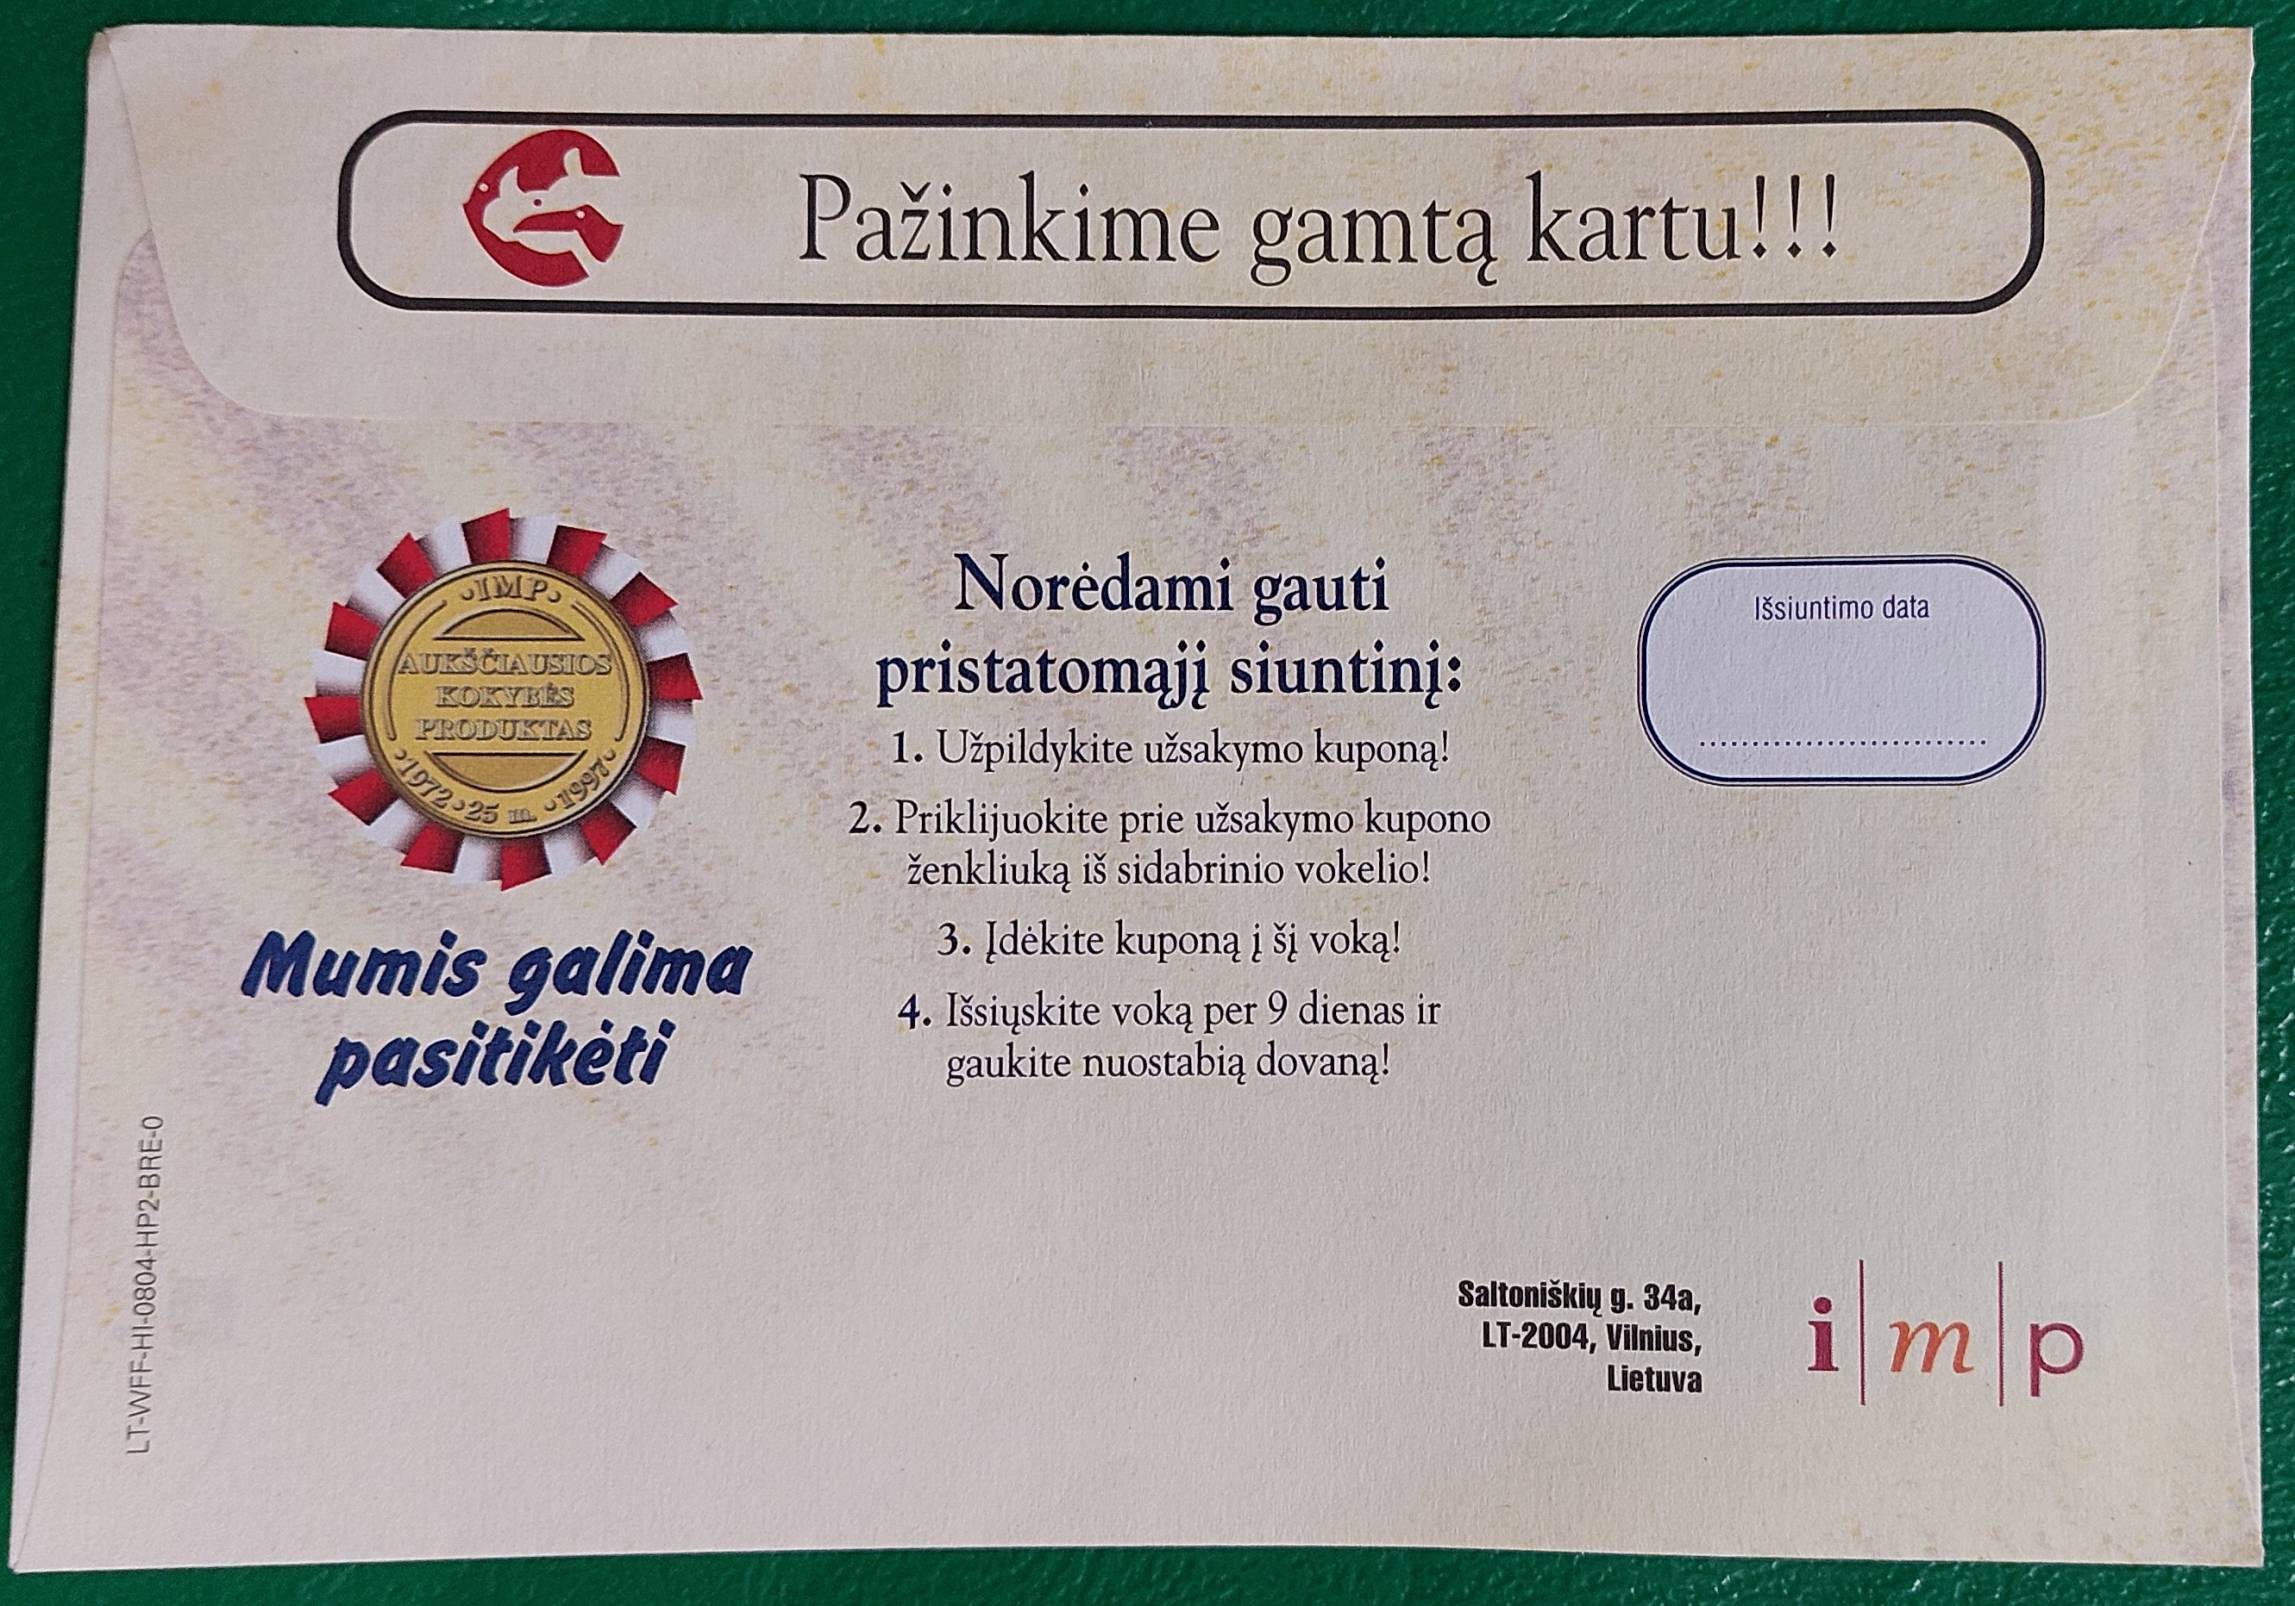 Pažinkime gamtą kartu!!!
•IMP•
AUKŠČIAUSIOS
KOKYBĖS
PRODUKTAS
•1972•25 m.•1997•
Mumis galima
pasitikėti
Norėdami gauti
pristatomąjį siuntinį:
1. Užpildykite užsakymo kuponą!
2. Priklijuokite prie užsakymo kupono
ženkliuką iš sidabrinio vokelio!
3. Įdėkite kuponą į šį voką!
4. Išsiųskite voką per 9 dienas ir
gaukite nuostabią dovaną!
Išsiuntimo data
LT-WFF-HI-0804-HP2-BRE-0
Saltoniškių g. 34a,
LT-2004, Vilnius,
Lietuva
i|m|p